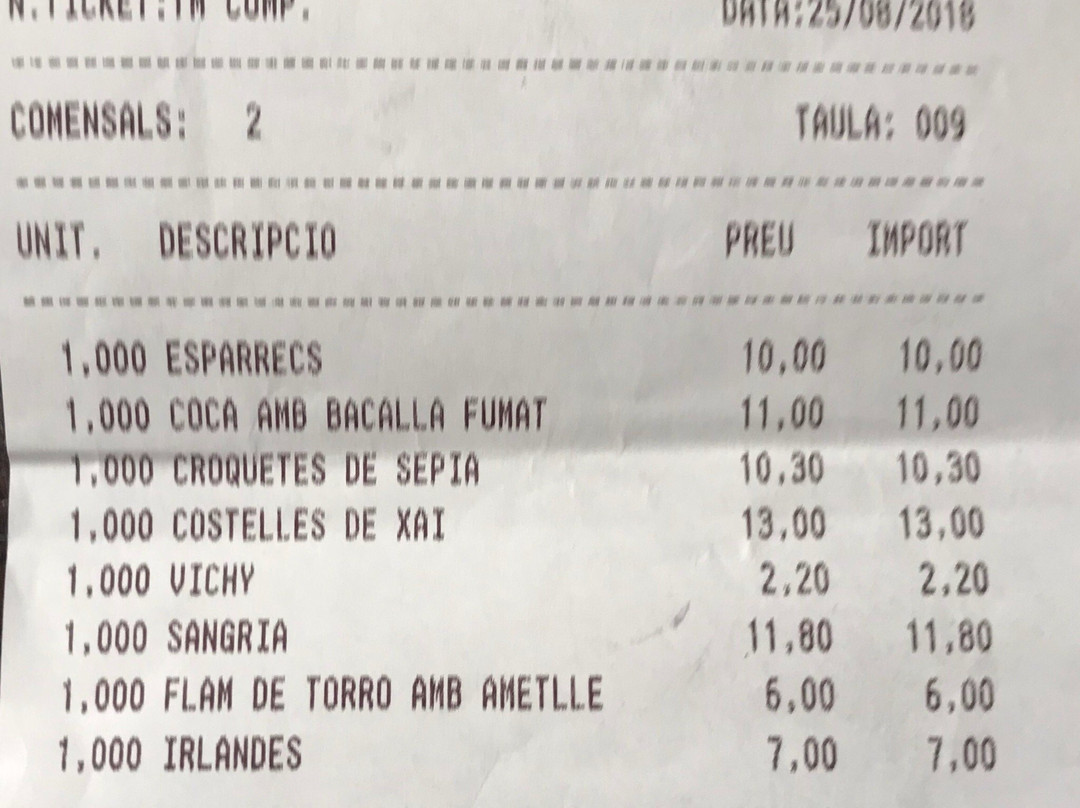 N.TICKET:TM COMP. DATA:25/08/2018
COMENSALS: 2 TAULA: 009
UNIT. DESCRIPCIO PREU IMPORT
1,000 ESPARRECS 10,00 10,00
1,000 COCA AMB BACALLA FUMAT 11,00 11,00
1,000 CROQUETES DE SEPIA 10,30 10,30
1,000 COSTELLES DE XAI 13,00 13,00
1,000 VICHY 2,20 2,20
1,000 SANGRIA 11,80 11,80
1,000 FLAM DE TORRO AMB AMETLLE 6,00 6,00
1,000 IRLANDES 7,00 7,00